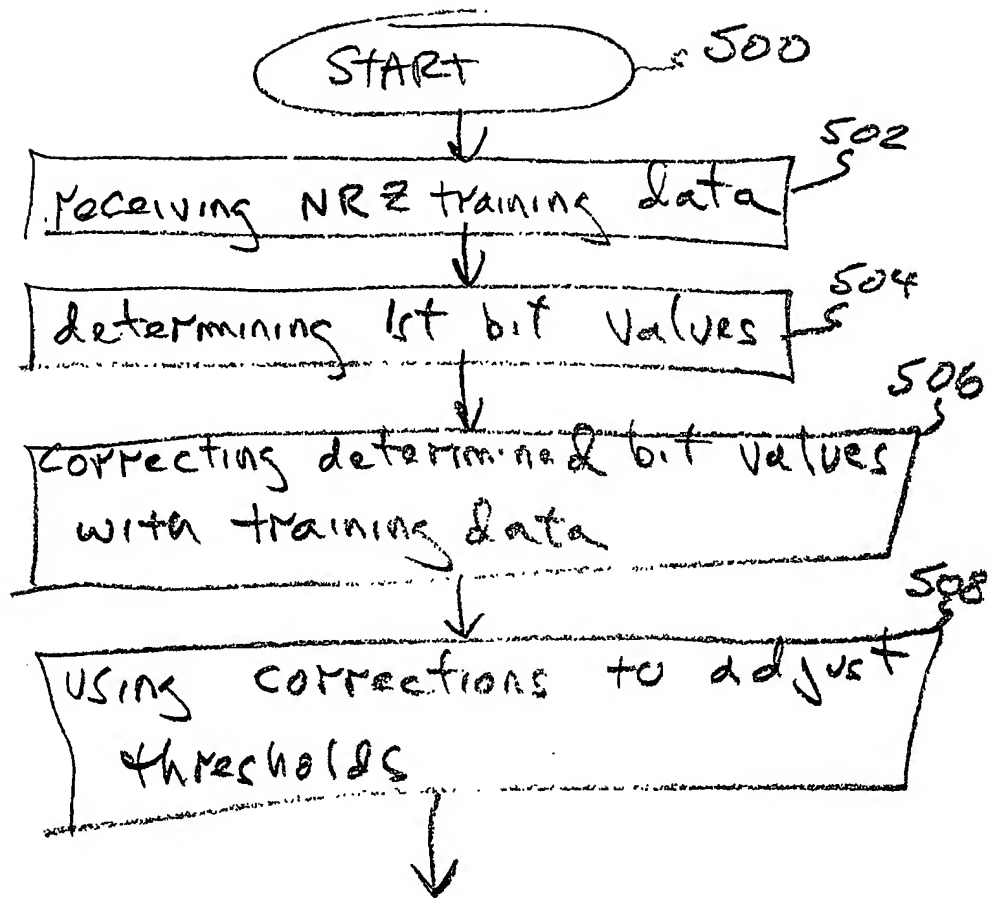 START 500
502
receiving NRZ training data
504
determining 1st bit values
506
correcting determined bit values
with training data
508
using corrections to adjust
thresholds